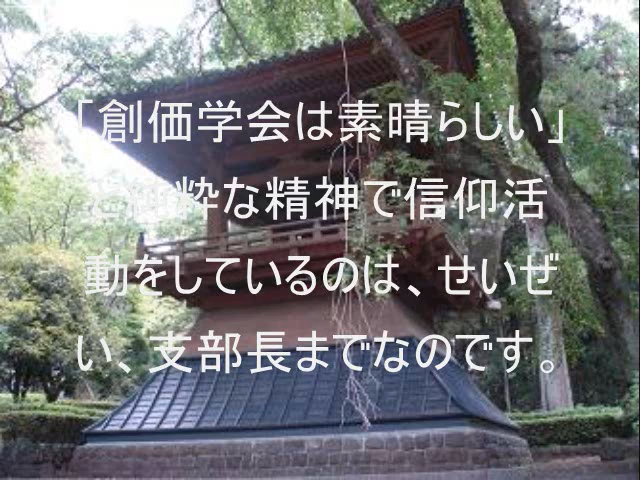 「創価学会は素晴らしい」
と純粋な精神で信仰活
動をしているのは、せいぜ
い、支部長までなのです。